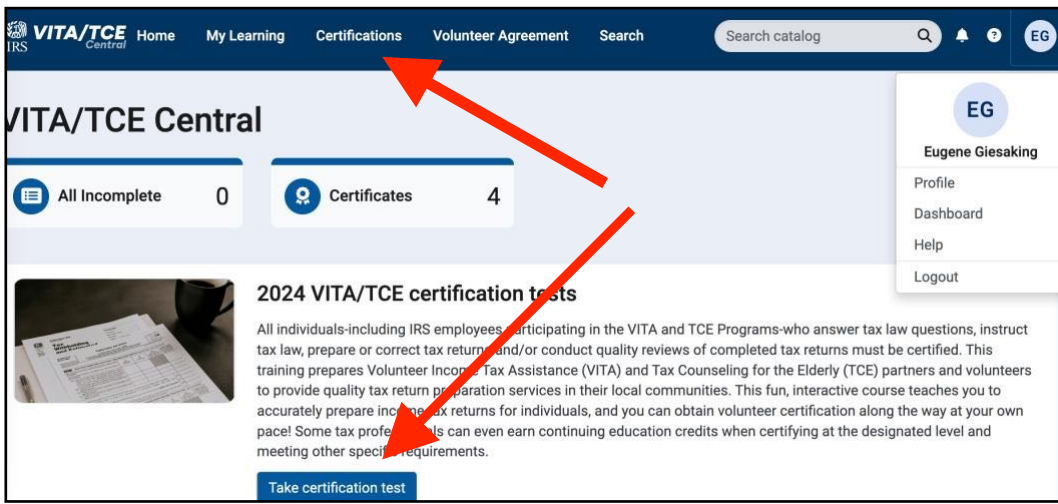 IRS VITA/TCE Central Home My Learning Certifications Volunteer Agreement Search Search catalog ? EG
VITA/TCE Central
EG
Eugene Giesaking
Profile
Dashboard
Help
Logout
All Incomplete 0 Certificates 4
2024 VITA/TCE certification tests
All individuals-including IRS employees participating in the VITA and TCE Programs-who answer tax law questions, instruct
tax law, prepare or correct tax returns and/or conduct quality reviews of completed tax returns must be certified. This
training prepares Volunteer Income Tax Assistance (VITA) and Tax Counseling for the Elderly (TCE) partners and volunteers
to provide quality tax return preparation services in their local communities. This fun, interactive course teaches you to
accurately prepare income tax returns for individuals, and you can obtain volunteer certification along the way at your own
pace! Some tax professionals can even earn continuing education credits when certifying at the designated level and
meeting other specific requirements.
Take certification test